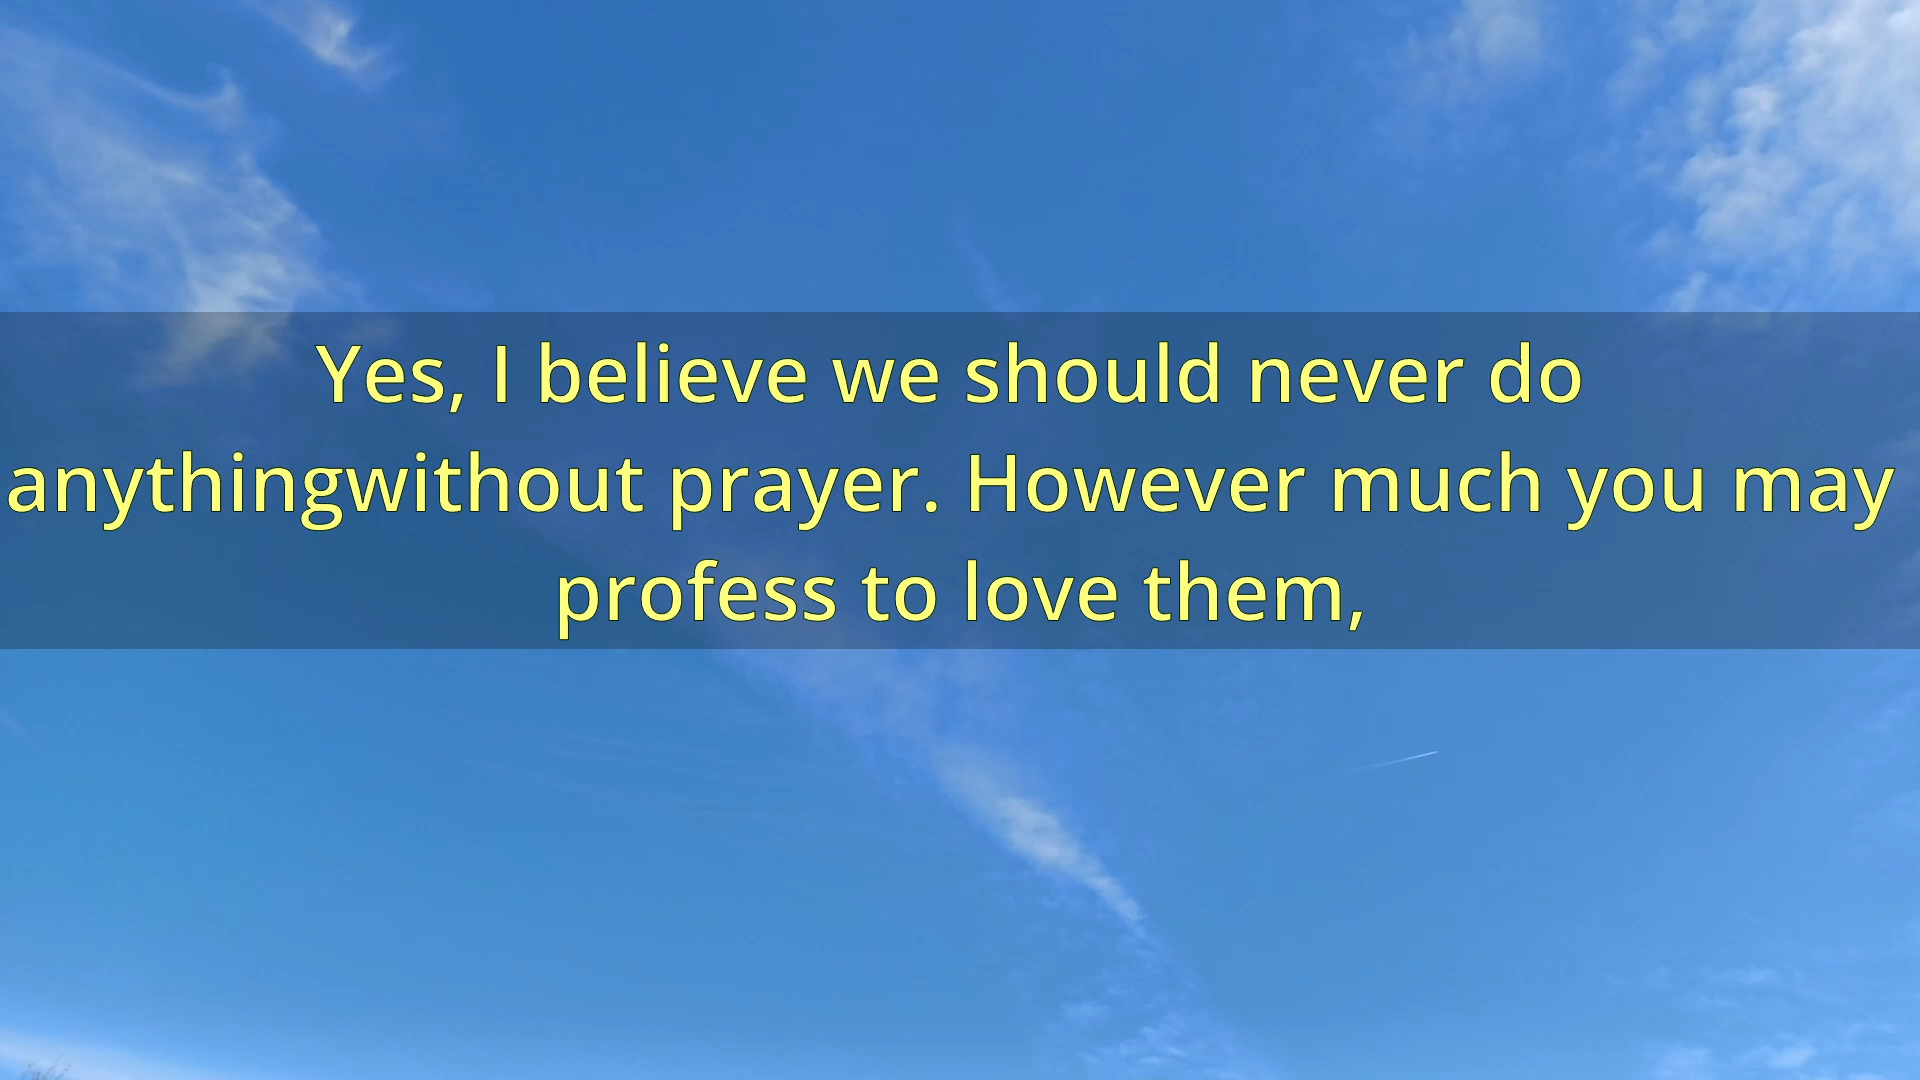 Yes, I believe we should never do
anythingwithout prayer. However much you may
profess to love them,